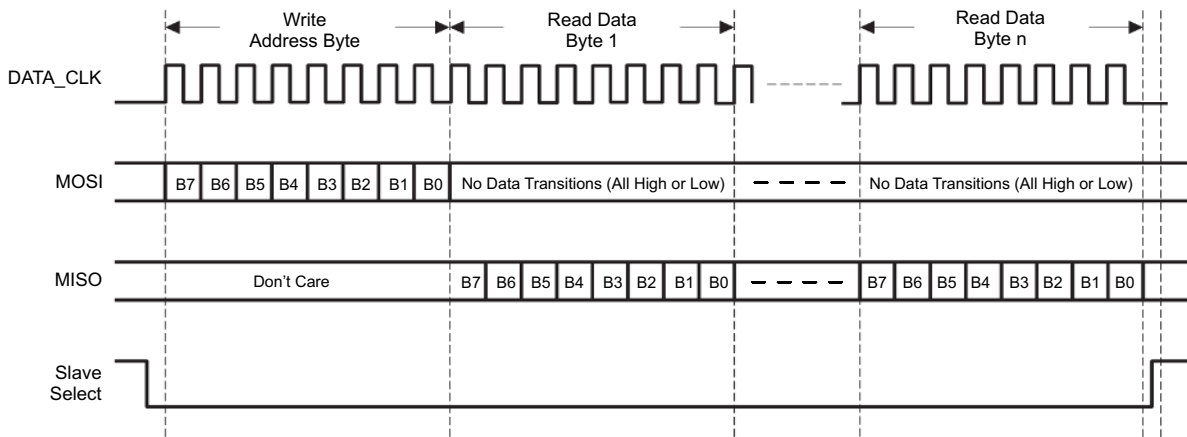 Write
Address Byte
Read Data
Byte 1
Read Data
Byte n
DATA_CLK
MOSI
B7 B6 B5 B4 B3 B2 B1 B0 No Data Transitions (All High or Low) No Data Transitions (All High or Low)
MISO
Don't Care B7 B6 B5 B4 B3 B2 B1 B0 B7 B6 B5 B4 B3 B2 B1 B0
Slave
Select